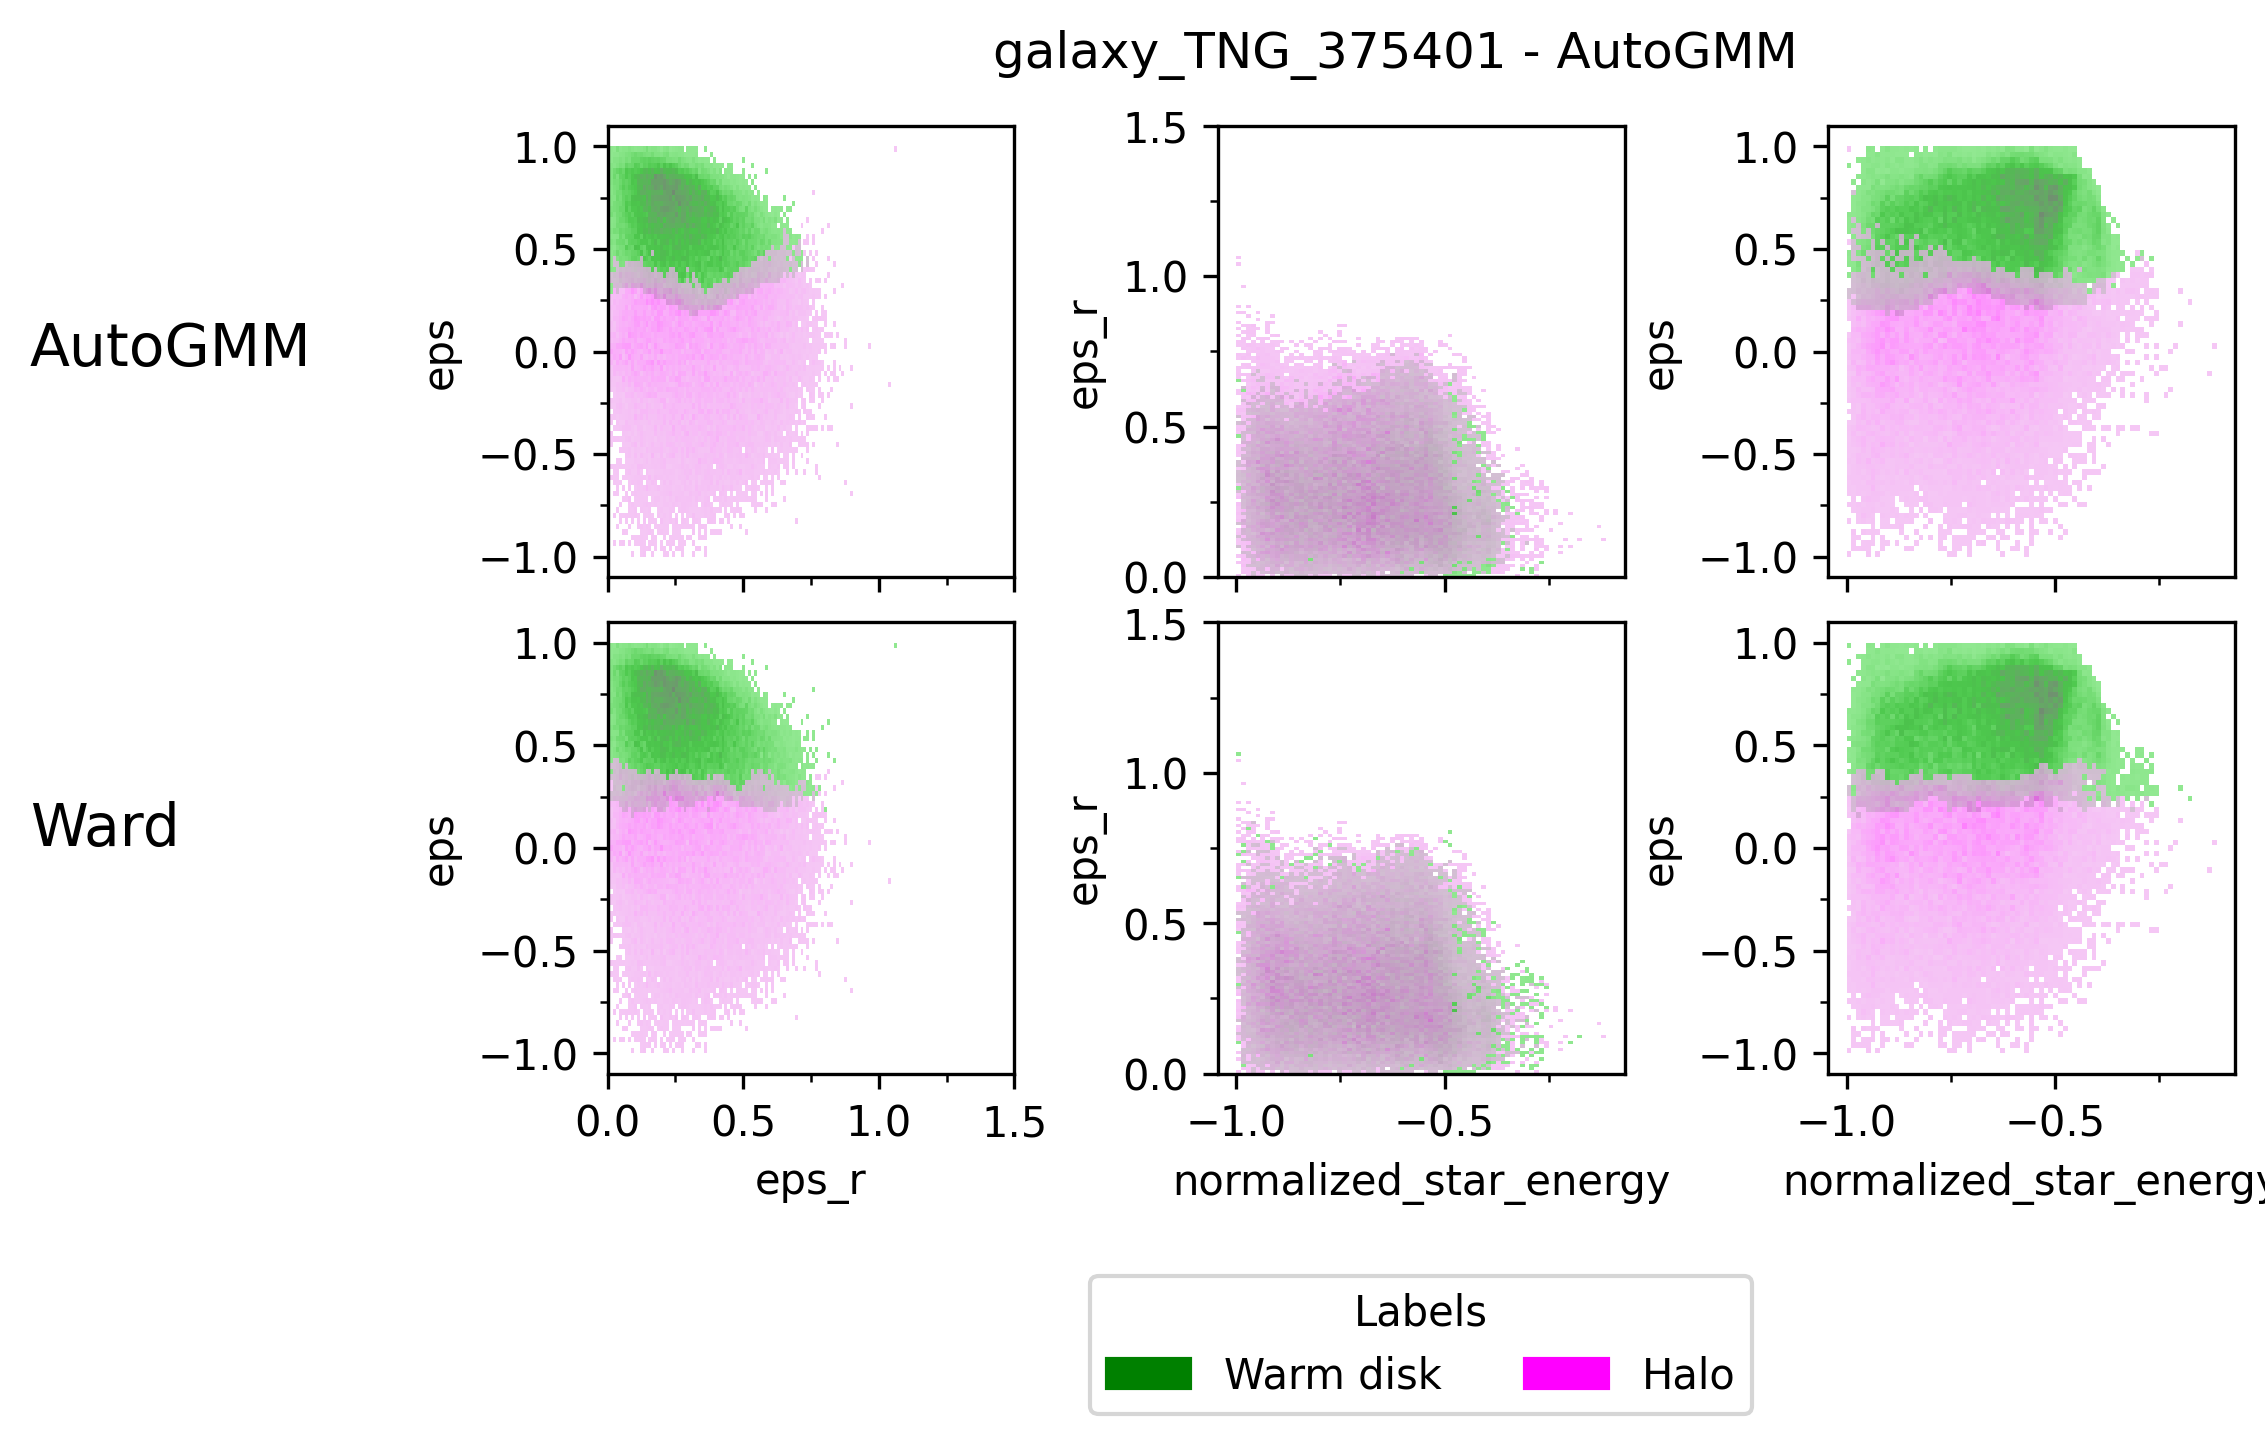 galaxy_TNG_375401 - AutoGMM
AutoGMM
eps
1.0
0.5
0.0
−0.5
−1.0
eps_r
1.5
1.0
0.5
0.0
eps
1.0
0.5
0.0
−0.5
−1.0
Ward
eps
1.0
0.5
0.0
−0.5
−1.0
0.0 0.5 1.0 1.5
eps_r
eps_r
1.5
1.0
0.5
0.0
−1.0 −0.5
normalized_star_energy
eps
1.0
0.5
0.0
−0.5
−1.0
−1.0 −0.5
normalized_star_energy
Labels
Warm disk Halo